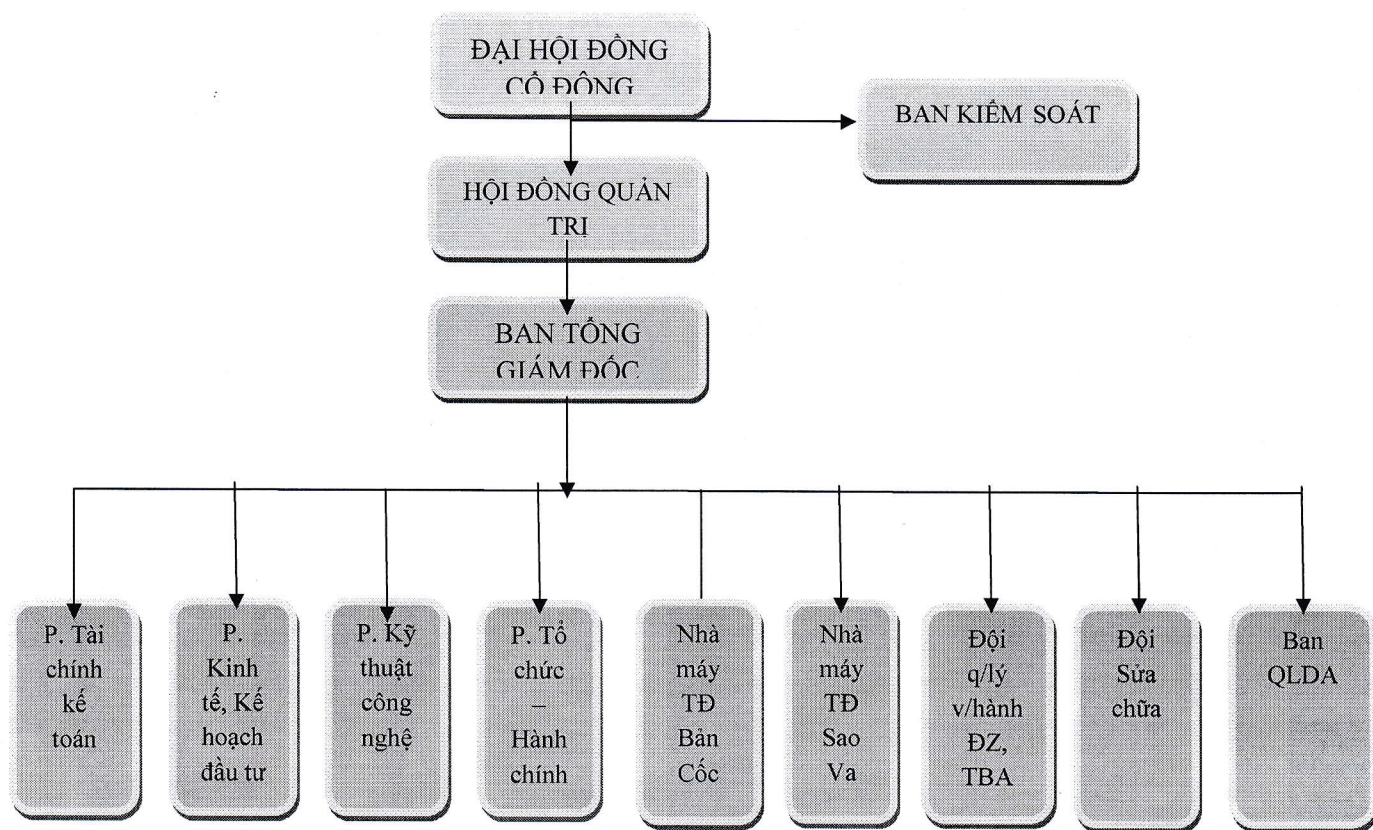 ĐẠI HỘI ĐỒNG
CỔ ĐÔNG
BAN KIỂM SOÁT
HỘI ĐỒNG QUẢN
TRỊ
BAN TỔNG
GIÁM ĐỐC
P. Tài
chính
kế
toán
P.
Kinh
tế, Kế
hoạch
đầu tư
P. Kỹ
thuật
công
nghệ
P. Tổ
chức
–
Hành
chính
Nhà
máy
TĐ
Bản
Cốc
Nhà
máy
TĐ
Sao
Va
Đội
q/lý
v/hành
ĐZ,
TBA
Đội
Sửa
chữa
Ban
QLDA